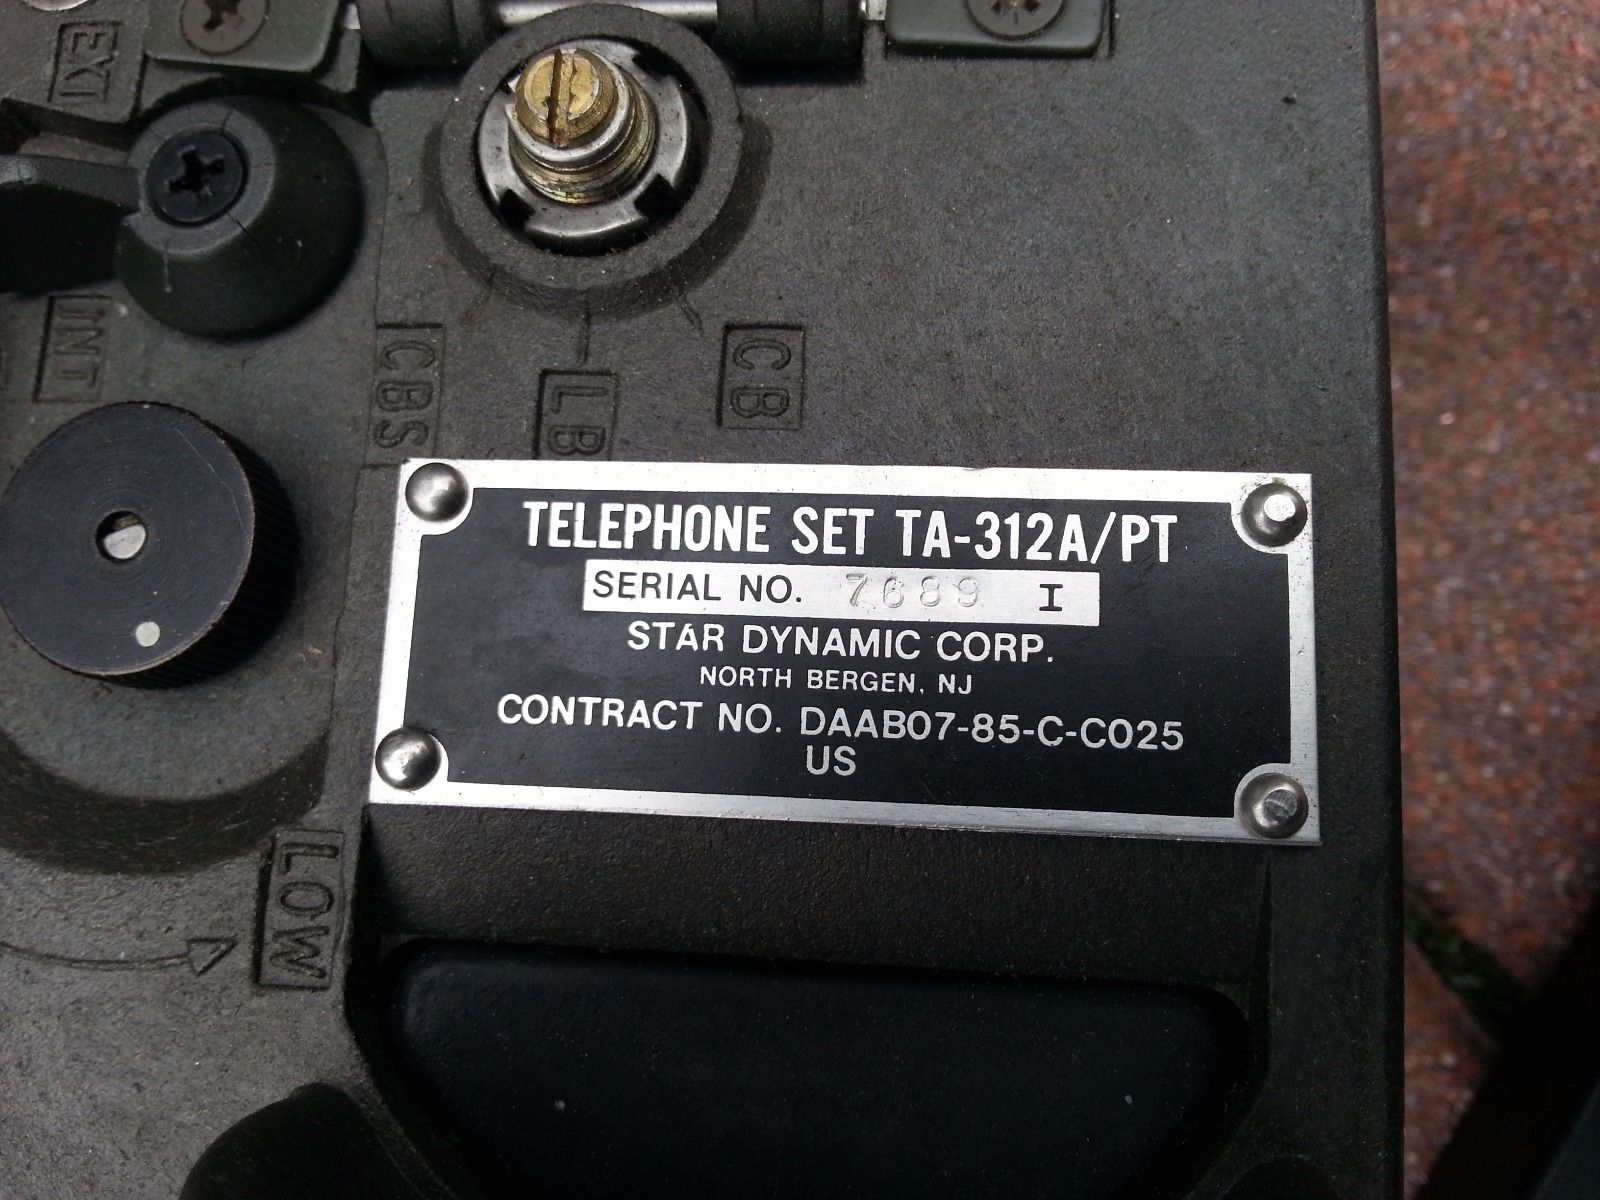 EXT
INT
CBS
LB
CB
TELEPHONE SET TA-312A/PT
SERIAL NO. 7689 I
STAR DYNAMIC CORP.
NORTH BERGEN, NJ
CONTRACT NO. DAAB07-85-C-C025
US
LOW